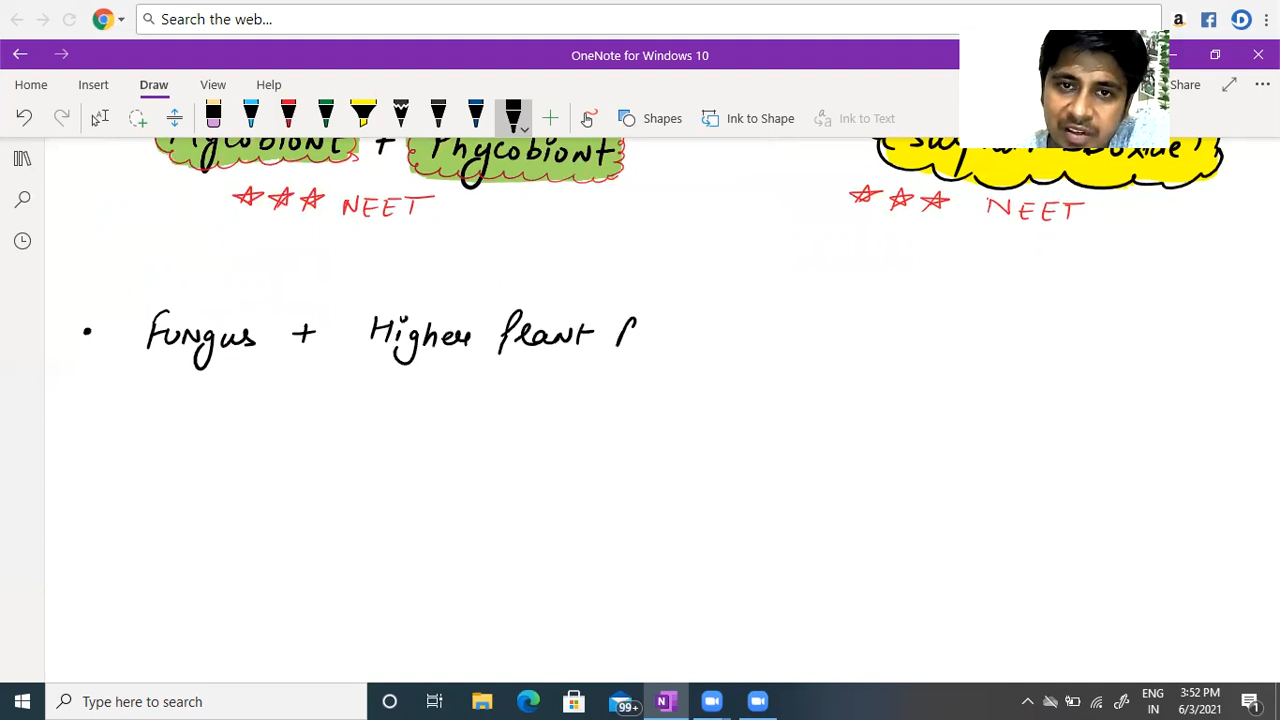 Search the web...
OneNote for Windows 10
Home Insert Draw View Help Share
Shapes Ink to Shape Ink to Text
Mycobiont + Phycobiont
NEET
NEET
• Fungus + Higher plant
Type here to search
99+
ENG
IN
3:52 PM
6/3/2021
1